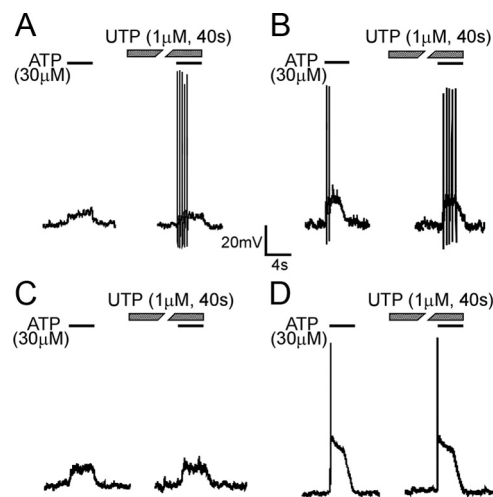 A
UTP (1μM, 40s)
ATP
(30μM)
B
UTP (1μM, 40s)
ATP
(30μM)
20mV
4s
C
UTP (1μM, 40s)
ATP
(30μM)
D
UTP (1μM, 40s)
ATP
(30μM)